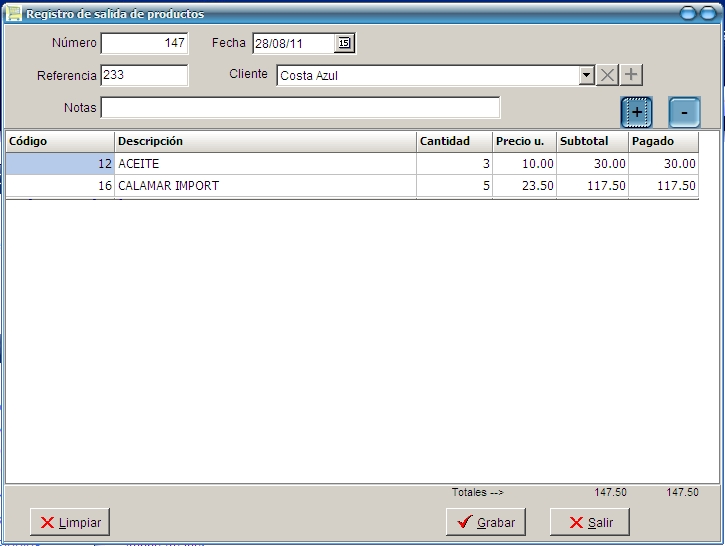 Registro de salida de productos
Número 147 Fecha 28/08/11 15
Referencia 233 Cliente Costa Azul
Notas
+ -
Código Descripción Cantidad Precio u. Subtotal Pagado
12 ACEITE 3 10.00 30.00 30.00
16 CALAMAR IMPORT 5 23.50 117.50 117.50
Totales --> 147.50 147.50
Limpiar Grabar Salir